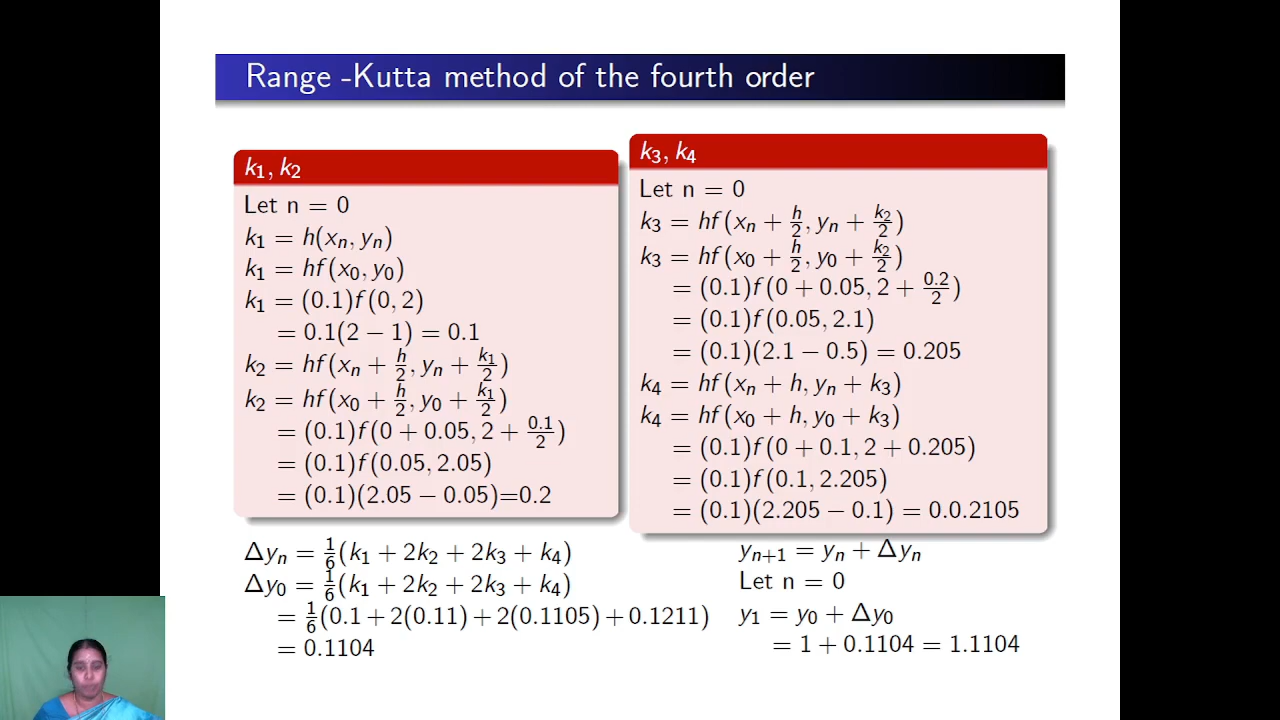 Range -Kutta method of the fourth order
k₁, k₂
Let n = 0
k₁ = h(xₙ, yₙ)
k₁ = hf(x₀, y₀)
k₁ = (0.1)f(0, 2)
= 0.1(2 − 1) = 0.1
k₂ = hf(xₙ + h/2, yₙ + k₁/2)
k₂ = hf(x₀ + h/2, y₀ + k₁/2)
= (0.1)f(0 + 0.05, 2 + 0.1/2)
= (0.1)f(0.05, 2.05)
= (0.1)(2.05 − 0.05)=0.2
k₃, k₄
Let n = 0
k₃ = hf(xₙ + h/2, yₙ + k₂/2)
k₃ = hf(x₀ + h/2, y₀ + k₂/2)
= (0.1)f(0 + 0.05, 2 + 0.2/2)
= (0.1)f(0.05, 2.1)
= (0.1)(2.1 − 0.5) = 0.205
k₄ = hf(xₙ + h, yₙ + k₃)
k₄ = hf(x₀ + h, y₀ + k₃)
= (0.1)f(0 + 0.1, 2 + 0.205)
= (0.1)f(0.1, 2.205)
= (0.1)(2.205 − 0.1) = 0.0.2105
Δyₙ = 1/6(k₁ + 2k₂ + 2k₃ + k₄)
Δy₀ = 1/6(k₁ + 2k₂ + 2k₃ + k₄)
= 1/6(0.1 + 2(0.11) + 2(0.1105) + 0.1211)
= 0.1104
yₙ₊₁ = yₙ + Δyₙ
Let n = 0
y₁ = y₀ + Δy₀
= 1 + 0.1104 = 1.1104